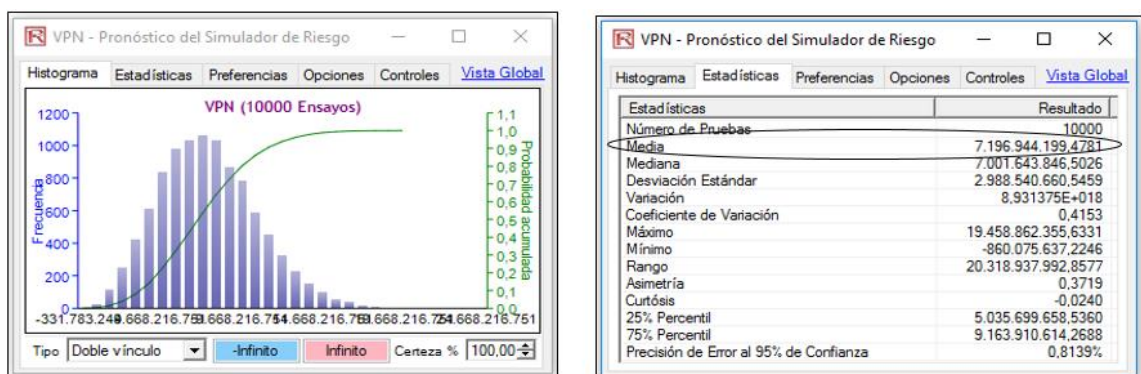 VPN - Pronóstico del Simulador de Riesgo
Histograma Estadísticas Preferencias Opciones Controles Vista Global
VPN (10000 Ensayos)
1200
1000
800
600
400
200
0
Frecuencia
1,1
1,0
0,9
0,8
0,7
0,6
0,5
0,4
0,3
0,2
0,1
0,0
Probabilidad acumulada
Tipo Doble vínculo -Infinito Infinito Certeza % 100,00
VPN - Pronóstico del Simulador de Riesgo
Histograma Estadísticas Preferencias Opciones Controles Vista Global
Estadísticas Resultado
Número de Pruebas 10000
Media 7.196.944.199,4781
Mediana 7.001.643.846,5026
Desviación Estándar 2.988.540.660,5459
Variación 8,931375E+018
Coeficiente de Variación 0,4153
Máximo 19.458.862.355,6331
Mínimo -860.075.637,2246
Rango 20.318.937.992,8577
Asimetría 0,3719
Curtósis -0,0240
25% Percentil 5.035.699.658,5360
75% Percentil 9.163.910.614,2688
Precisión de Error al 95% de Confianza 0,8139%